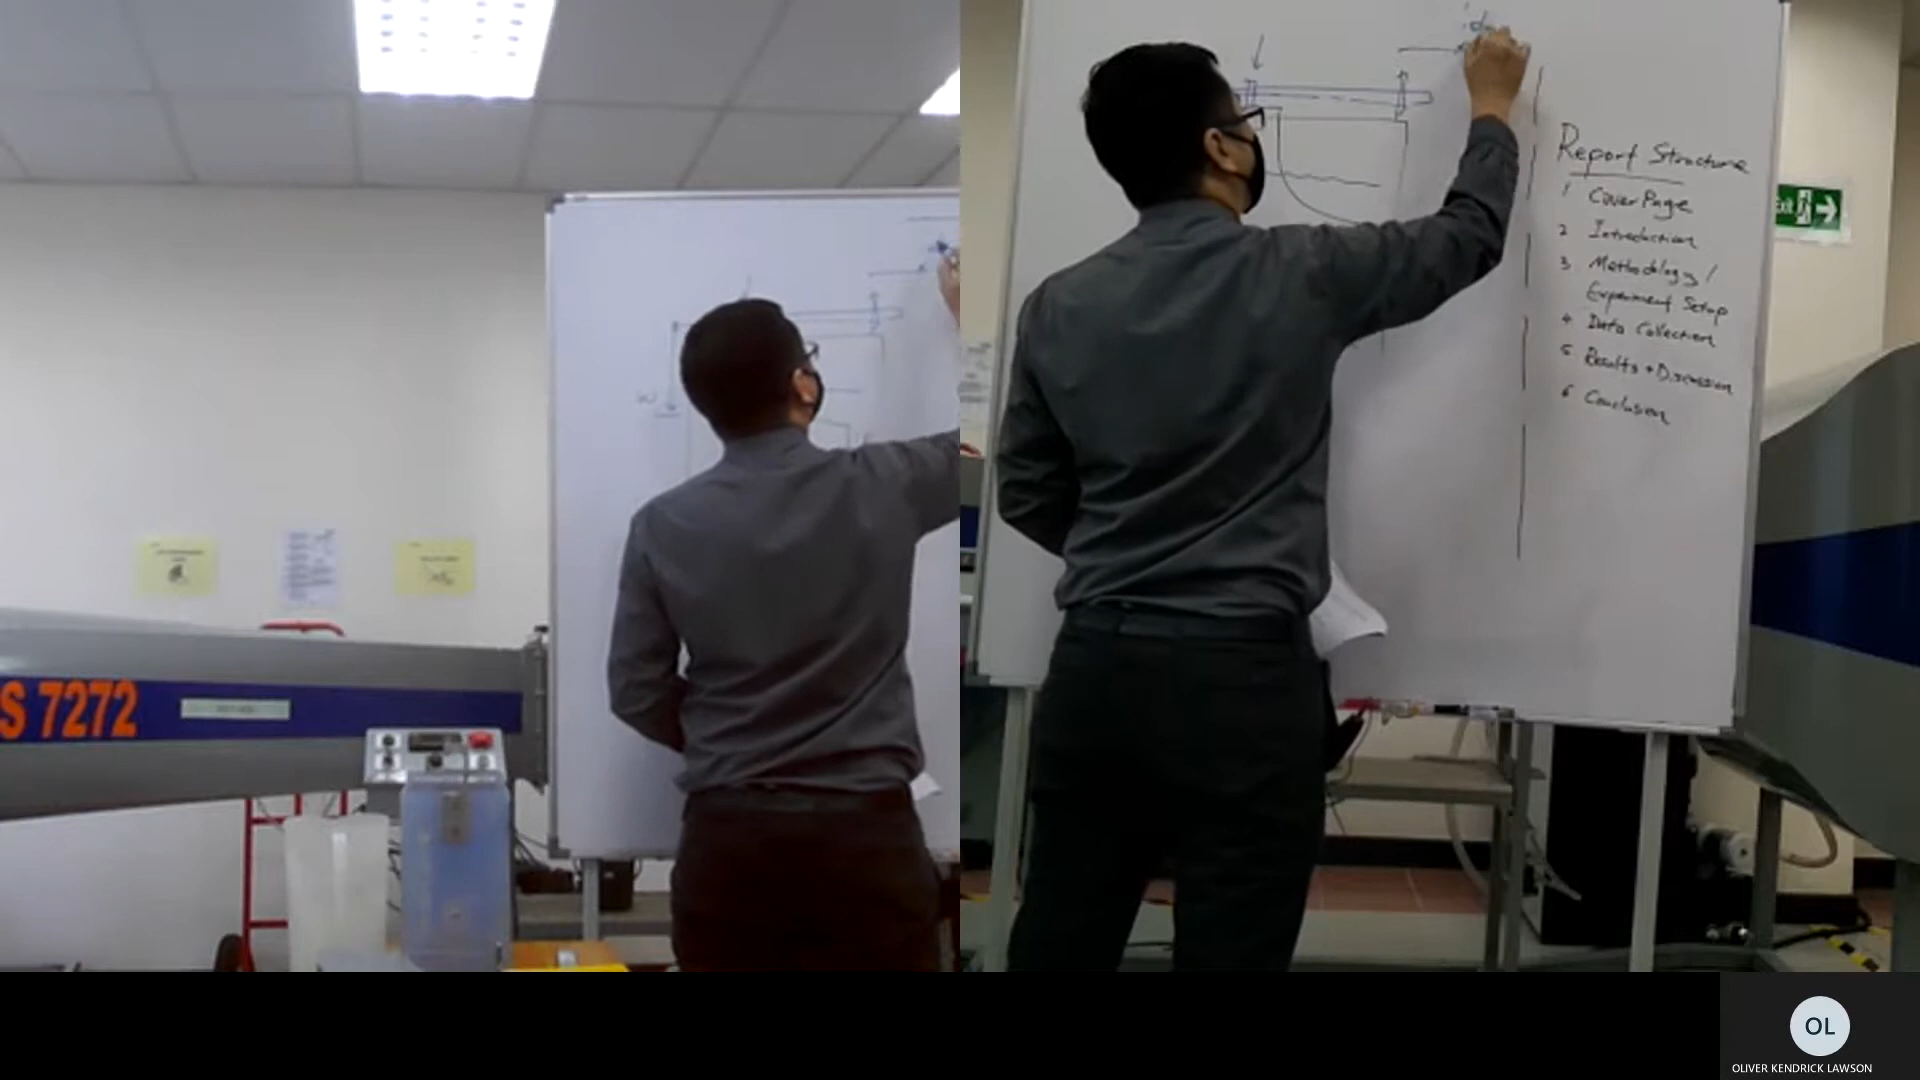 S 7272
W
Report Structure
1 Cover Page
2 Introduction
3 Methodology /
Experiment Setup
4 Data Collection
5 Results + Discussion
6 Conclusion
Exit
OL
OLIVER KENDRICK LAWSON